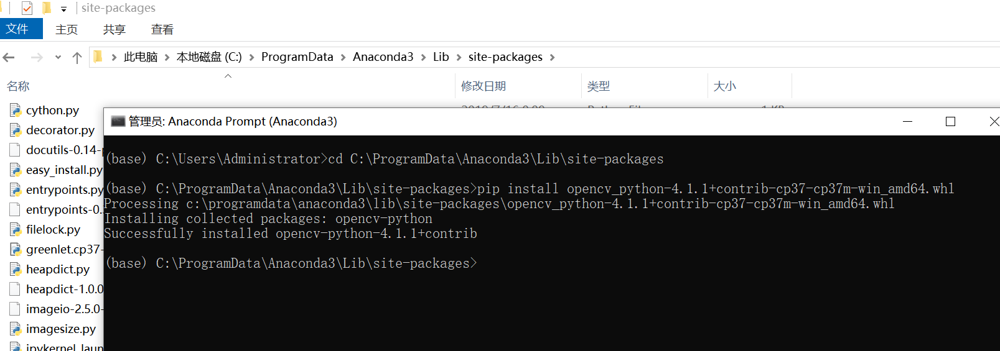 site-packages
文件 主页 共享 查看
此电脑 本地磁盘 (C:) ProgramData Anaconda3 Lib site-packages
名称 修改日期 类型 大小
cython.py
管理员: Anaconda Prompt (Anaconda3)
decorator.py
docutils-0.14-
(base) C:\Users\Administrator>cd C:\ProgramData\Anaconda3\Lib\site-packages
easy_install.py
entrypoints.py
(base) C:\ProgramData\Anaconda3\Lib\site-packages>pip install opencv_python-4.1.1+contrib-cp37-cp37m-win_amd64.whl
Processing c:\programdata\anaconda3\lib\site-packages\opencv_python-4.1.1+contrib-cp37-cp37m-win_amd64.whl
entrypoints-0.
Installing collected packages: opencv-python
filelock.py
Successfully installed opencv-python-4.1.1+contrib
greenlet.cp37-
(base) C:\ProgramData\Anaconda3\Lib\site-packages>
heapdict.py
heapdict-1.0.0
imageio-2.5.0-
imagesize.py